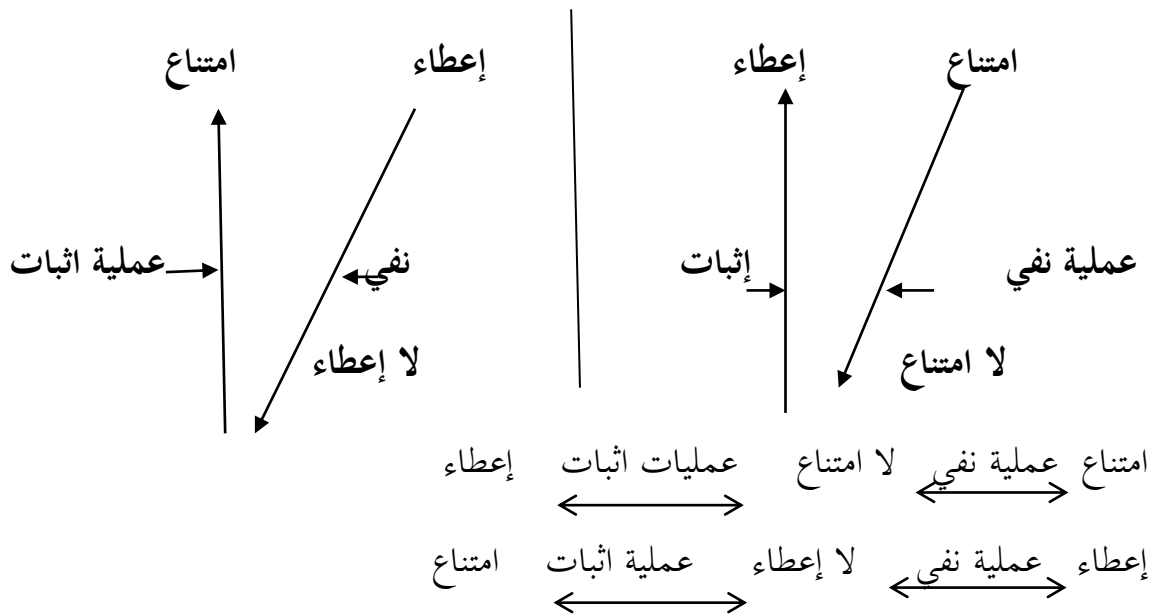 امتناع إعطاء إعطاء امتناع
عملية نفي إثبات نفي عملية اثبات
لا امتناع لا إعطاء
امتناع عملية نفي لا امتناع عمليات اثبات إعطاء
إعطاء عملية نفي لا إعطاء عملية اثبات امتناع